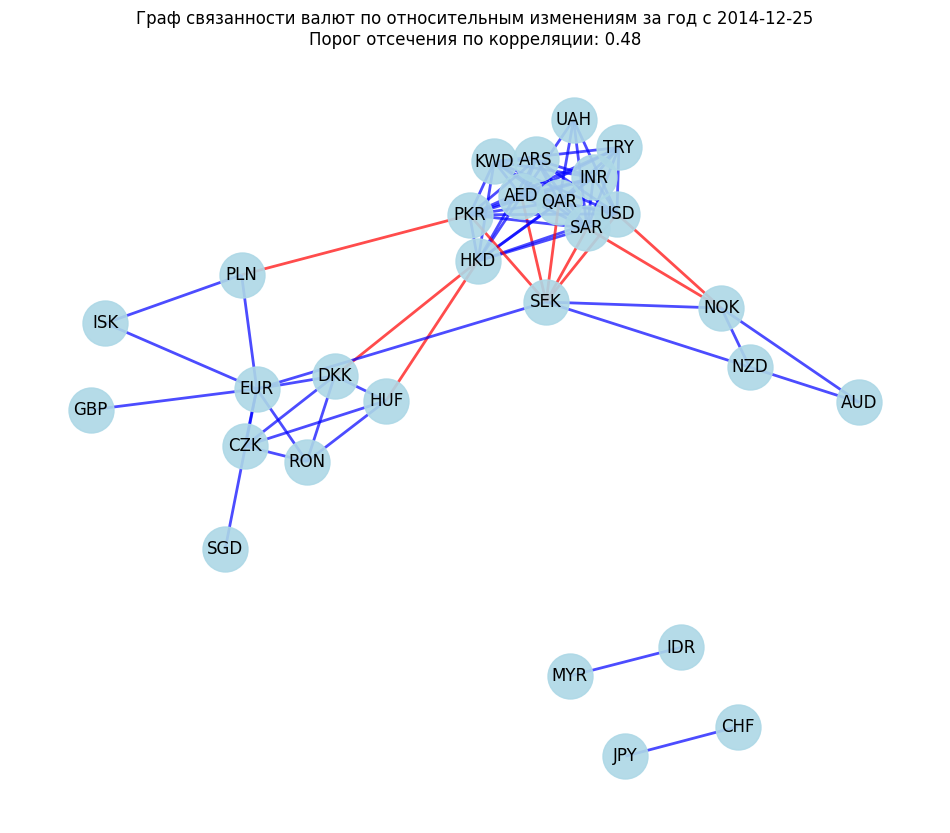 Граф связанности валют по относительным изменениям за год с 2014-12-25
Порог отсечения по корреляции: 0.48
UAH
TRY
KWD
ARS
INR
AED
QAR
PKR
USD
SAR
HKD
PLN
SEK
NOK
ISK
NZD
DKK
EUR
HUF
AUD
GBP
CZK
RON
SGD
IDR
MYR
CHF
JPY